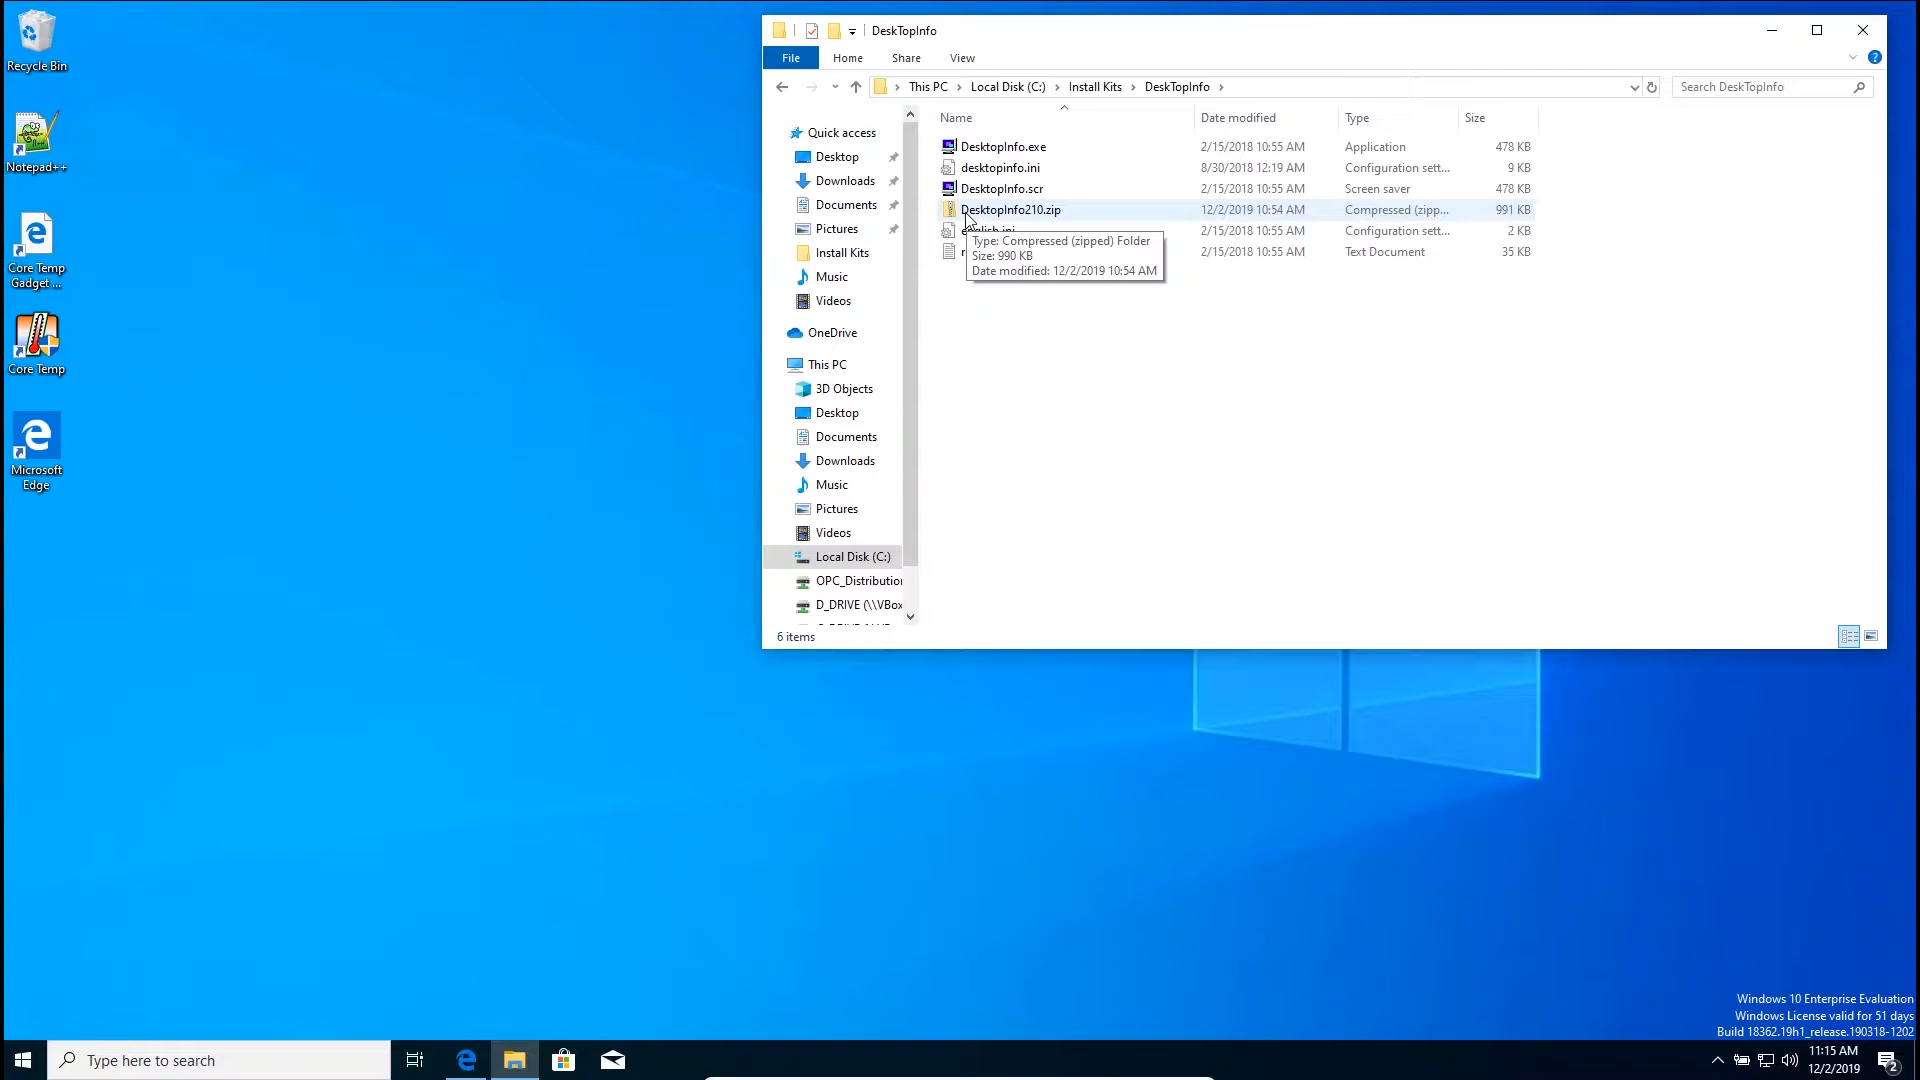 Recycle Bin
Notepad++
Core Temp
Gadget ...
Core Temp
Microsoft
Edge
DeskTopInfo
File Home Share View
This PC Local Disk (C:) Install Kits DeskTopInfo
Search DeskTopInfo
Quick access
Desktop
Downloads
Documents
Pictures
Install Kits
Music
Videos
OneDrive
This PC
3D Objects
Desktop
Documents
Downloads
Music
Pictures
Videos
Local Disk (C:)
OPC_Distribution
D_DRIVE (\\VBox
Name Date modified Type Size
DesktopInfo.exe 2/15/2018 10:55 AM Application 478 KB
desktopinfo.ini 8/30/2018 12:19 AM Configuration sett... 9 KB
DesktopInfo.scr 2/15/2018 10:55 AM Screen saver 478 KB
DesktopInfo210.zip 12/2/2019 10:54 AM Compressed (zipp... 991 KB
english.ini 2/15/2018 10:55 AM Configuration sett... 2 KB
2/15/2018 10:55 AM Text Document 35 KB
Type: Compressed (zipped) Folder
Size: 990 KB
Date modified: 12/2/2019 10:54 AM
6 items
Windows 10 Enterprise Evaluation
Windows License valid for 51 days
Build 18362.19h1_release.190318-1202
Type here to search
11:15 AM
12/2/2019
2